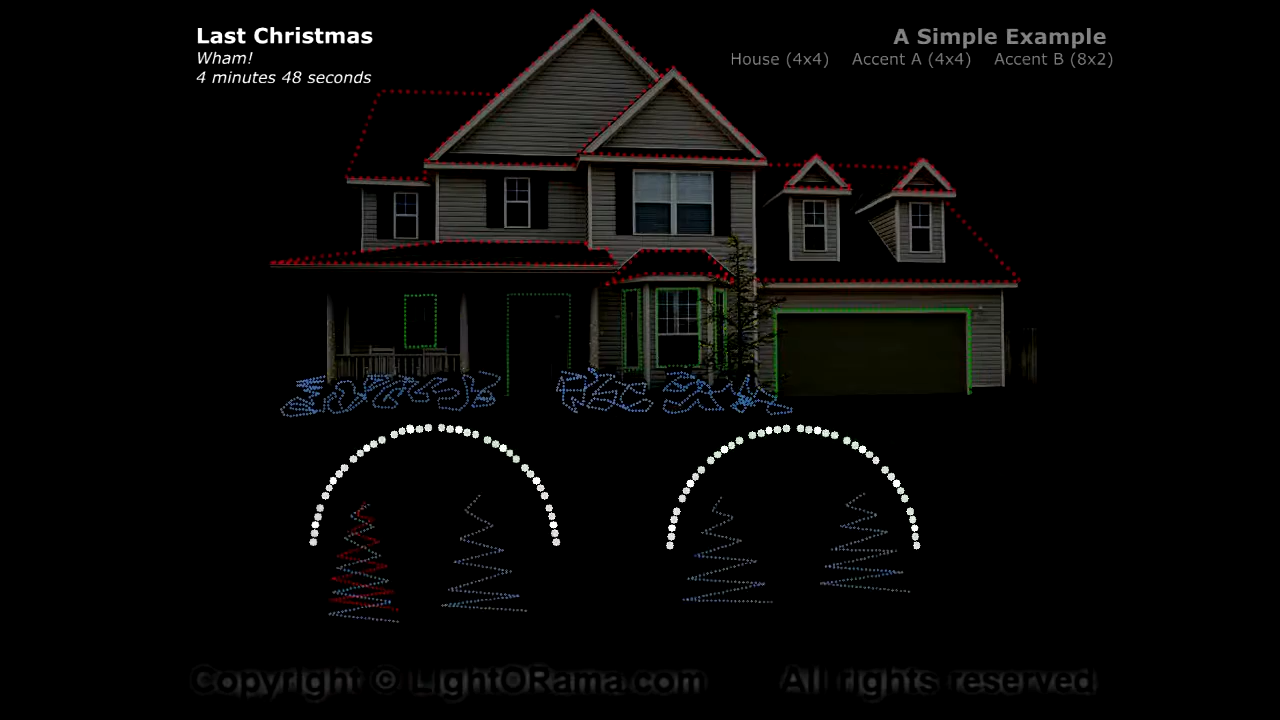 Last Christmas
Wham!
4 minutes 48 seconds
A Simple Example
House (4x4) Accent A (4x4) Accent B (8x2)
Copyright © LightORama.com All rights reserved